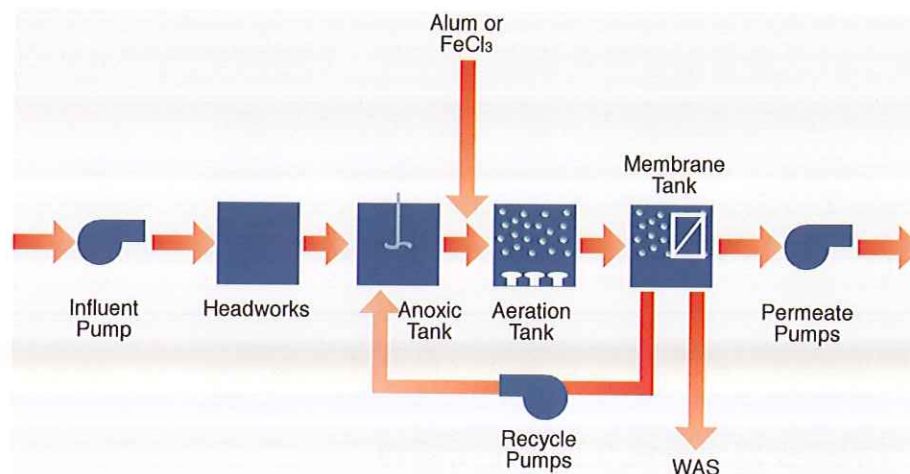 Alum or
FeCl₃
Membrane
Tank
Influent
Pump
Headworks
Anoxic
Tank
Aeration
Tank
Permeate
Pumps
Recycle
Pumps
WAS